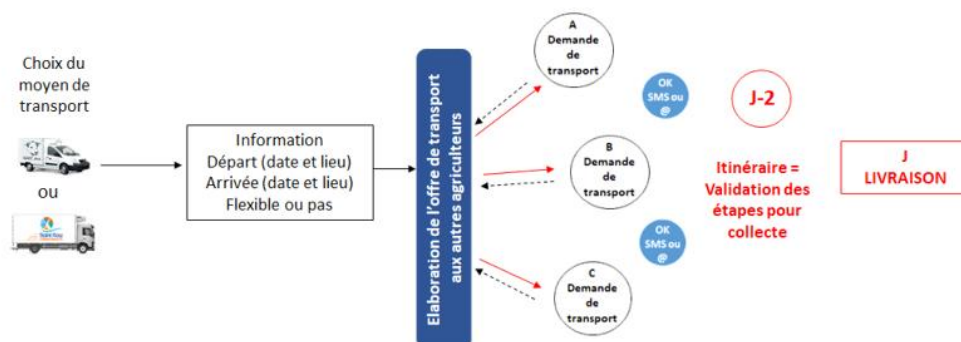 Choix du
moyen de
transport
ou
Information
Départ (date et lieu)
Arrivée (date et lieu)
Flexible ou pas
Elaboration de l'offre de transport
aux autres agriculteurs
A
Demande
de
transport
OK
SMS ou
@
B
Demande
de
transport
OK
SMS ou
@
C
Demande
de
transport
J-2
Itinéraire =
Validation des
étapes pour
collecte
J
LIVRAISON